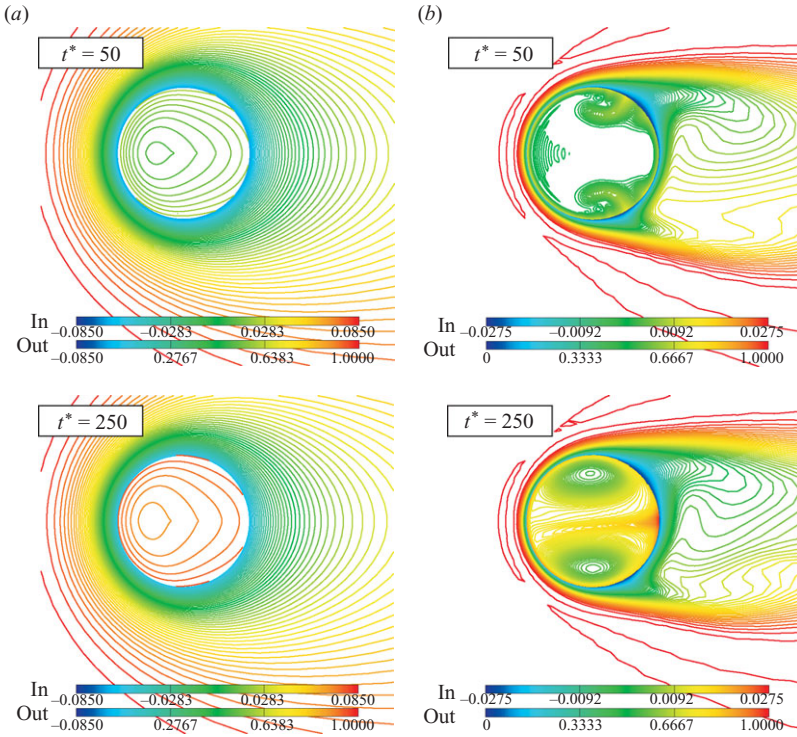 (a)
t* = 50
In
−0.0850 −0.0283 0.0283 0.0850
Out
−0.0850 0.2767 0.6383 1.0000
(b)
t* = 50
In
−0.0275 −0.0092 0.0092 0.0275
Out
0 0.3333 0.6667 1.0000
t* = 250
In
−0.0850 −0.0283 0.0283 0.0850
Out
−0.0850 0.2767 0.6383 1.0000
t* = 250
In
−0.0275 −0.0092 0.0092 0.0275
Out
0 0.3333 0.6667 1.0000